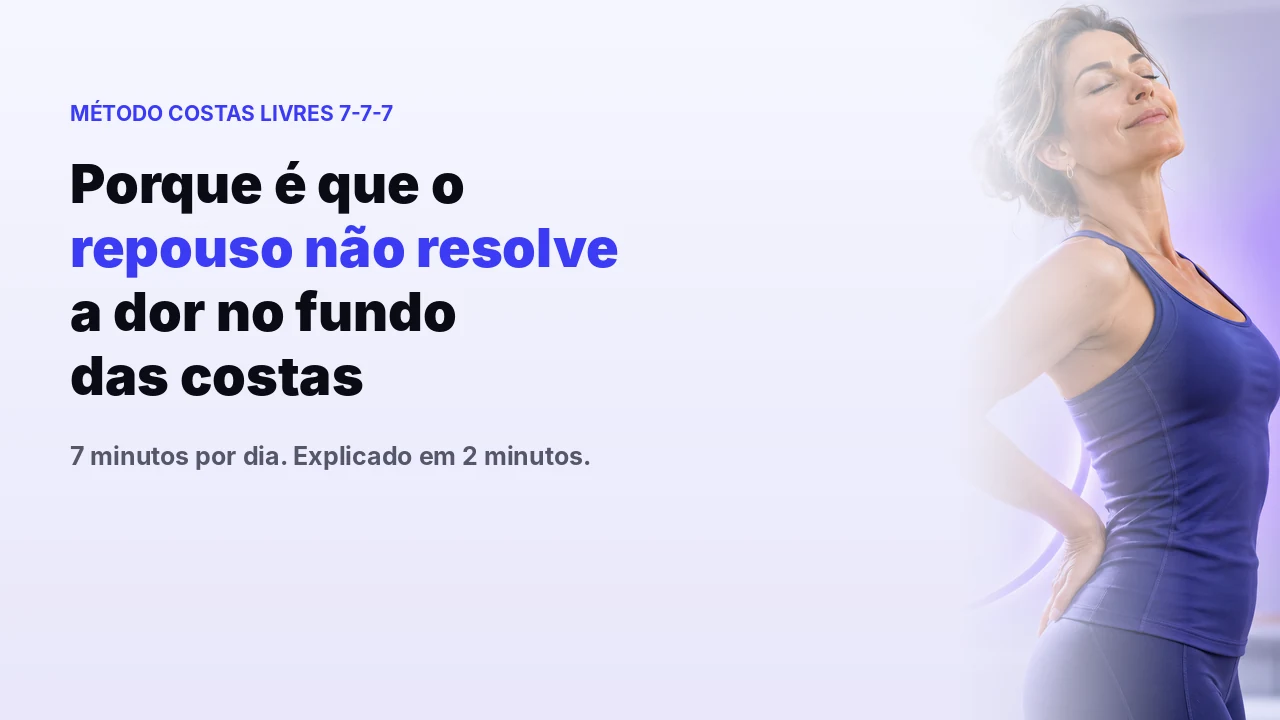 MÉTODO COSTAS LIVRES 7-7-7
Porque é que o
repouso não resolve
a dor no fundo
das costas
7 minutos por dia. Explicado em 2 minutos.